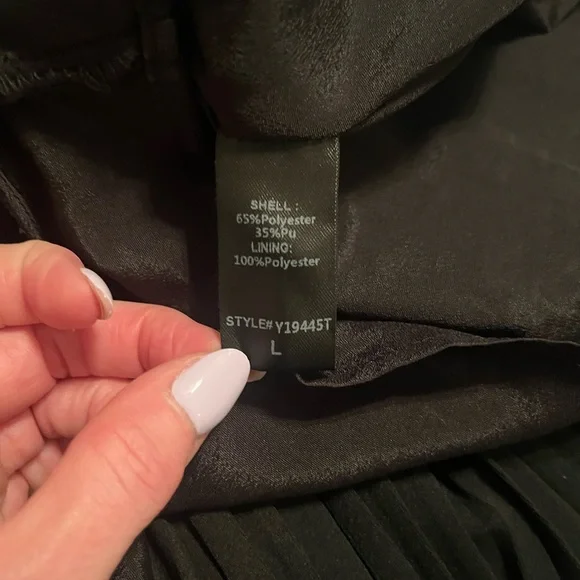 SHELL :
65%Polyester
35%Pu
LINING:
100%Polyester
STYLE#Y19445T
L